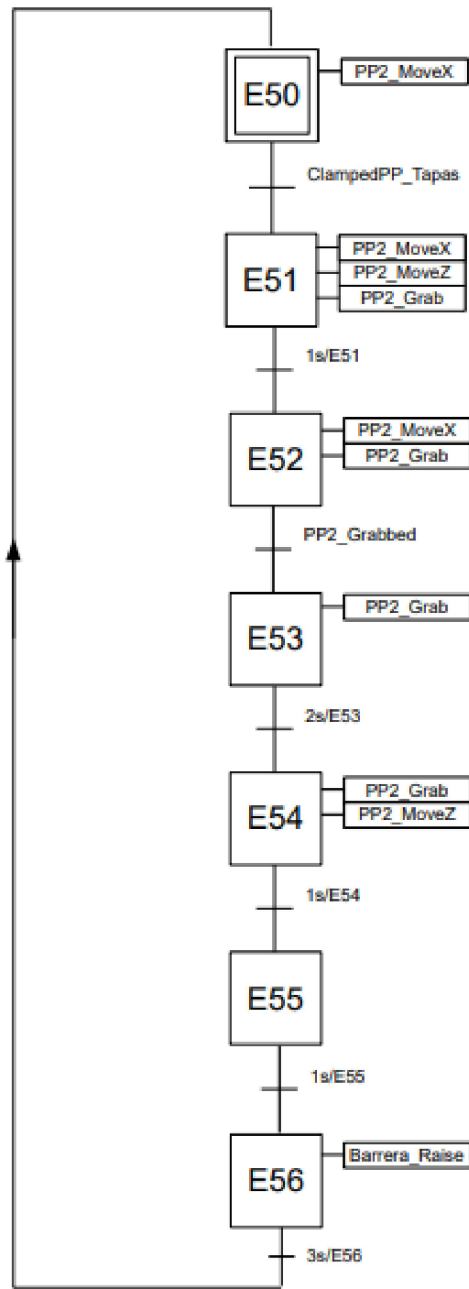 E50
PP2_MoveX
ClampedPP_Tapas
E51
PP2_MoveX
PP2_MoveZ
PP2_Grab
1s/E51
E52
PP2_MoveX
PP2_Grab
PP2_Grabbed
E53
PP2_Grab
2s/E53
E54
PP2_Grab
PP2_MoveZ
1s/E54
E55
1s/E55
E56
Barrera_Raise
3s/E56